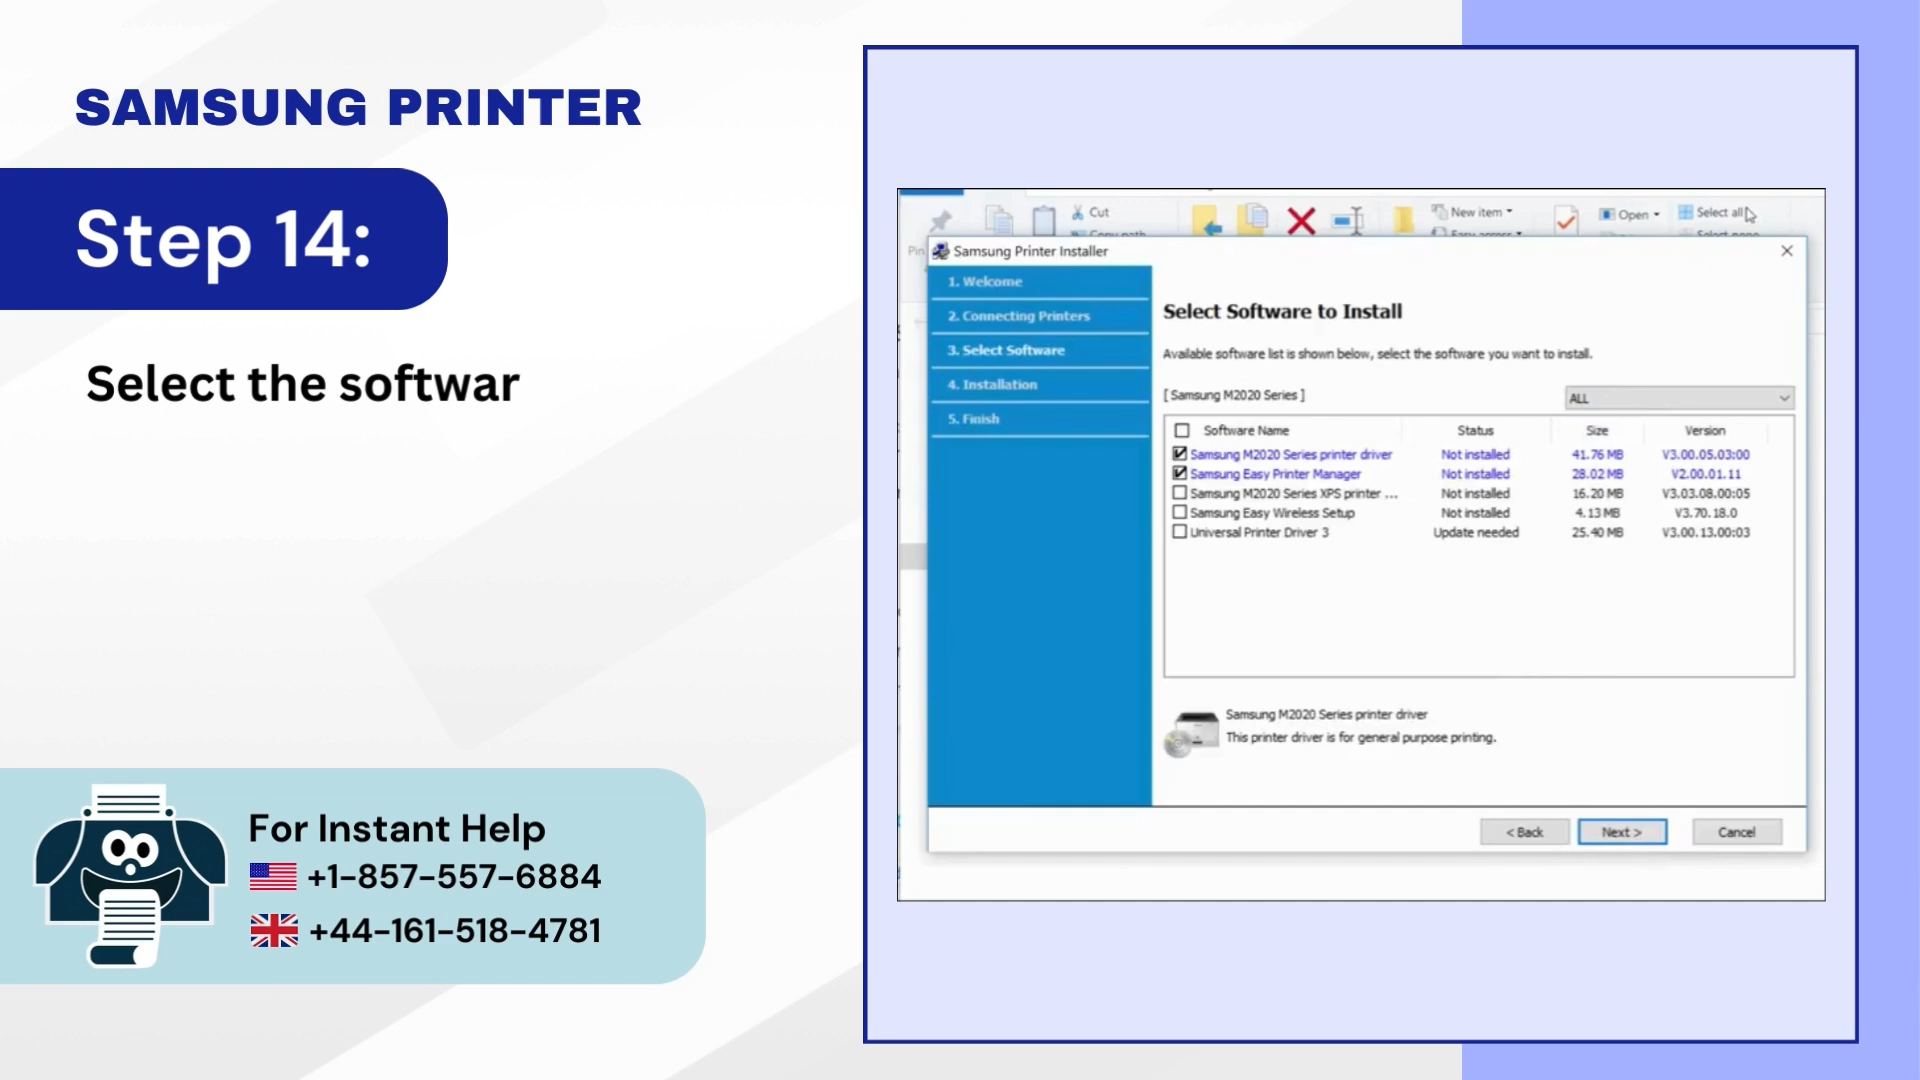 SAMSUNG PRINTER
Step 14:
Select the softwar
For Instant Help
+1-857-557-6884
+44-161-518-4781
Cut
Copy path
New item
Easy access
Open
Select all
Select none
Pin
Samsung Printer Installer
1. Welcome
2. Connecting Printers
3. Select Software
4. Installation
5. Finish
Select Software to Install
Available software list is shown below, select the software you want to install.
[ Samsung M2020 Series ]
ALL
Software Name Status Size Version
Samsung M2020 Series printer driver Not installed 41.76 MB V3.00.05.03:00
Samsung Easy Printer Manager Not installed 28.02 MB V2.00.01.11
Samsung M2020 Series XPS printer ... Not installed 16.20 MB V3.03.08.00:05
Samsung Easy Wireless Setup Not installed 4.13 MB V3.70.18.0
Universal Printer Driver 3 Update needed 25.40 MB V3.00.13.00:03
Samsung M2020 Series printer driver
This printer driver is for general purpose printing.
< Back
Next >
Cancel